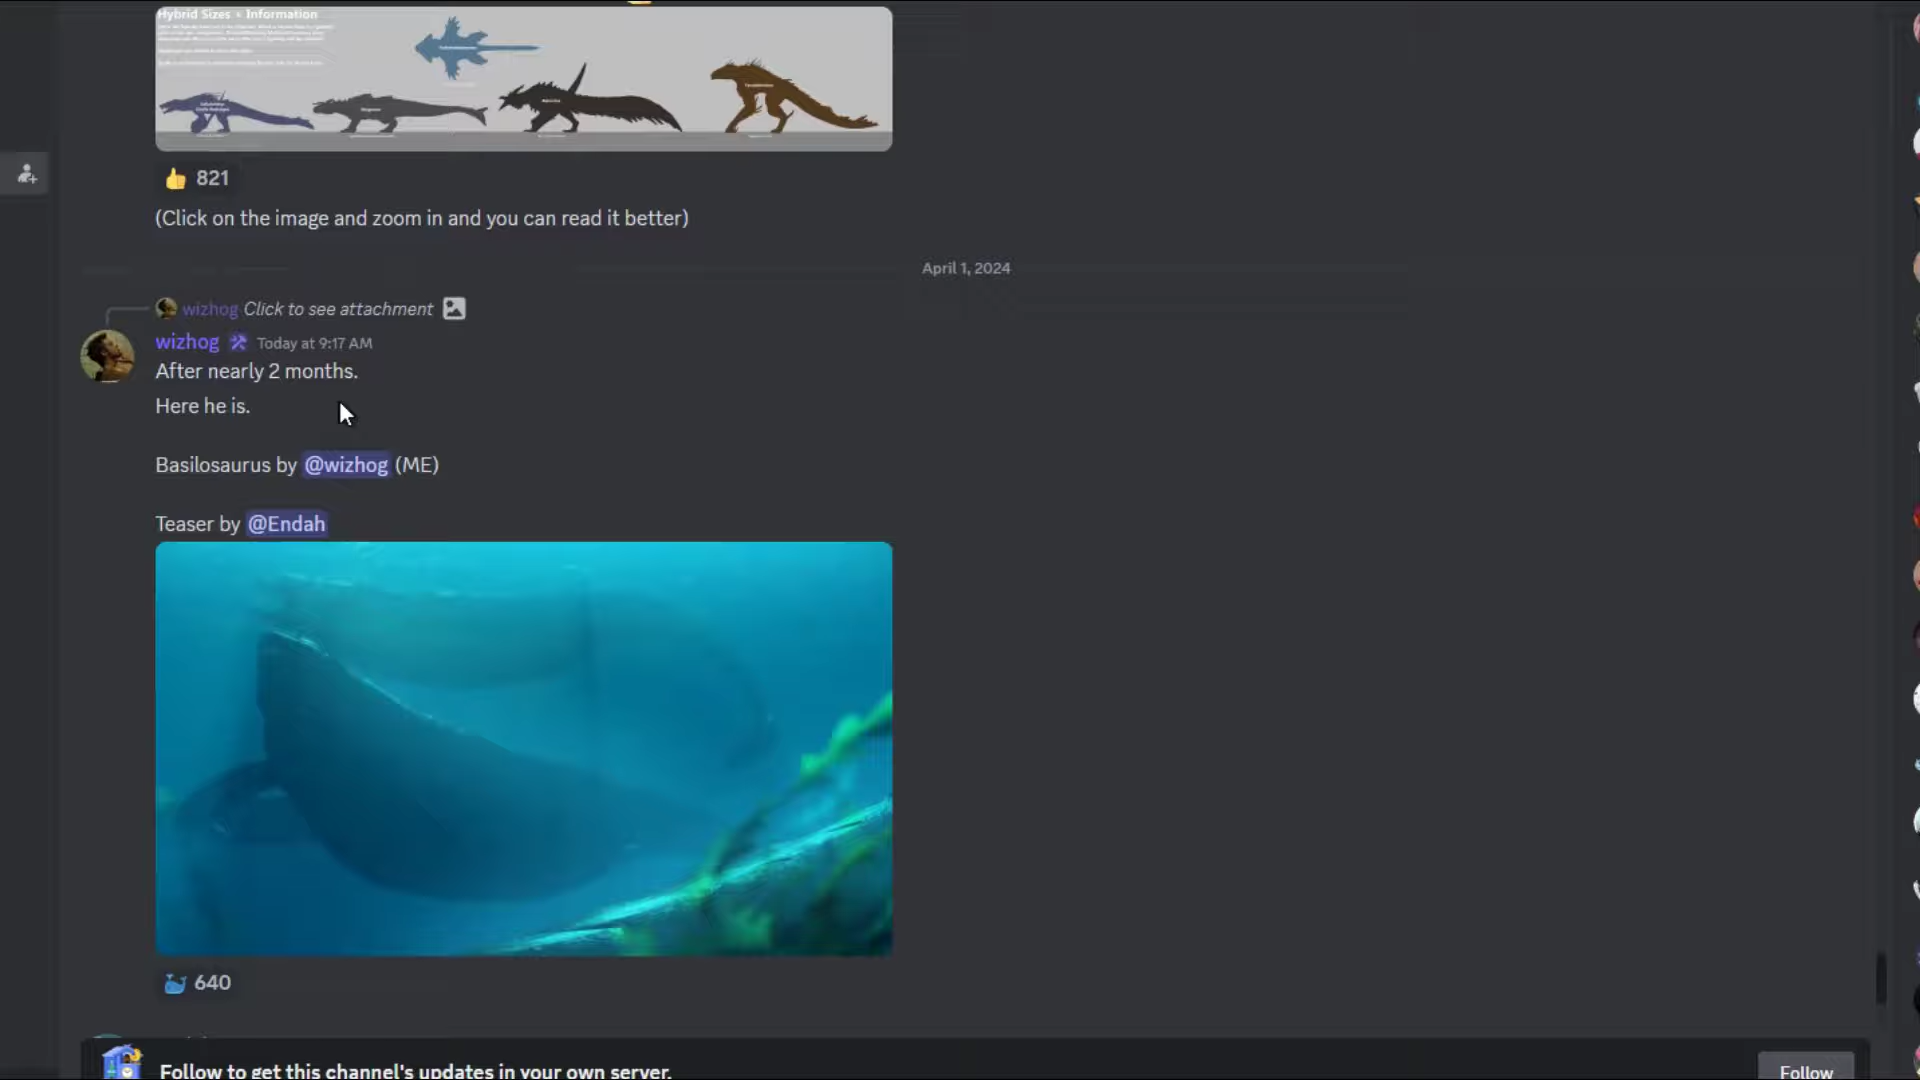 Hybrid Sizes × Information
821
(Click on the image and zoom in and you can read it better)
April 1, 2024
wizhog Click to see attachment
wizhog Today at 9:17 AM
After nearly 2 months.
Here he is.
Basilosaurus by @wizhog (ME)
Teaser by @Endah
640
Follow to get this channel's updates in your own server.
Follow